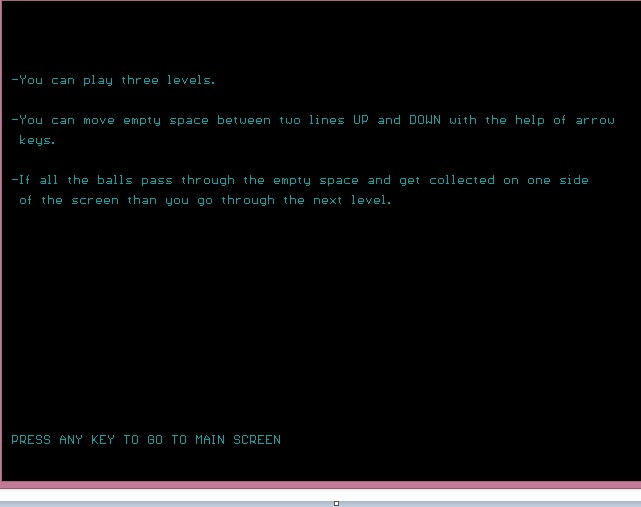 -You can play three levels.
-You can move empty space between two lines UP and DOWN with the help of arrow
keys.
-If all the balls pass through the empty space and get collected on one side
of the screen than you go through the next level.
PRESS ANY KEY TO GO TO MAIN SCREEN